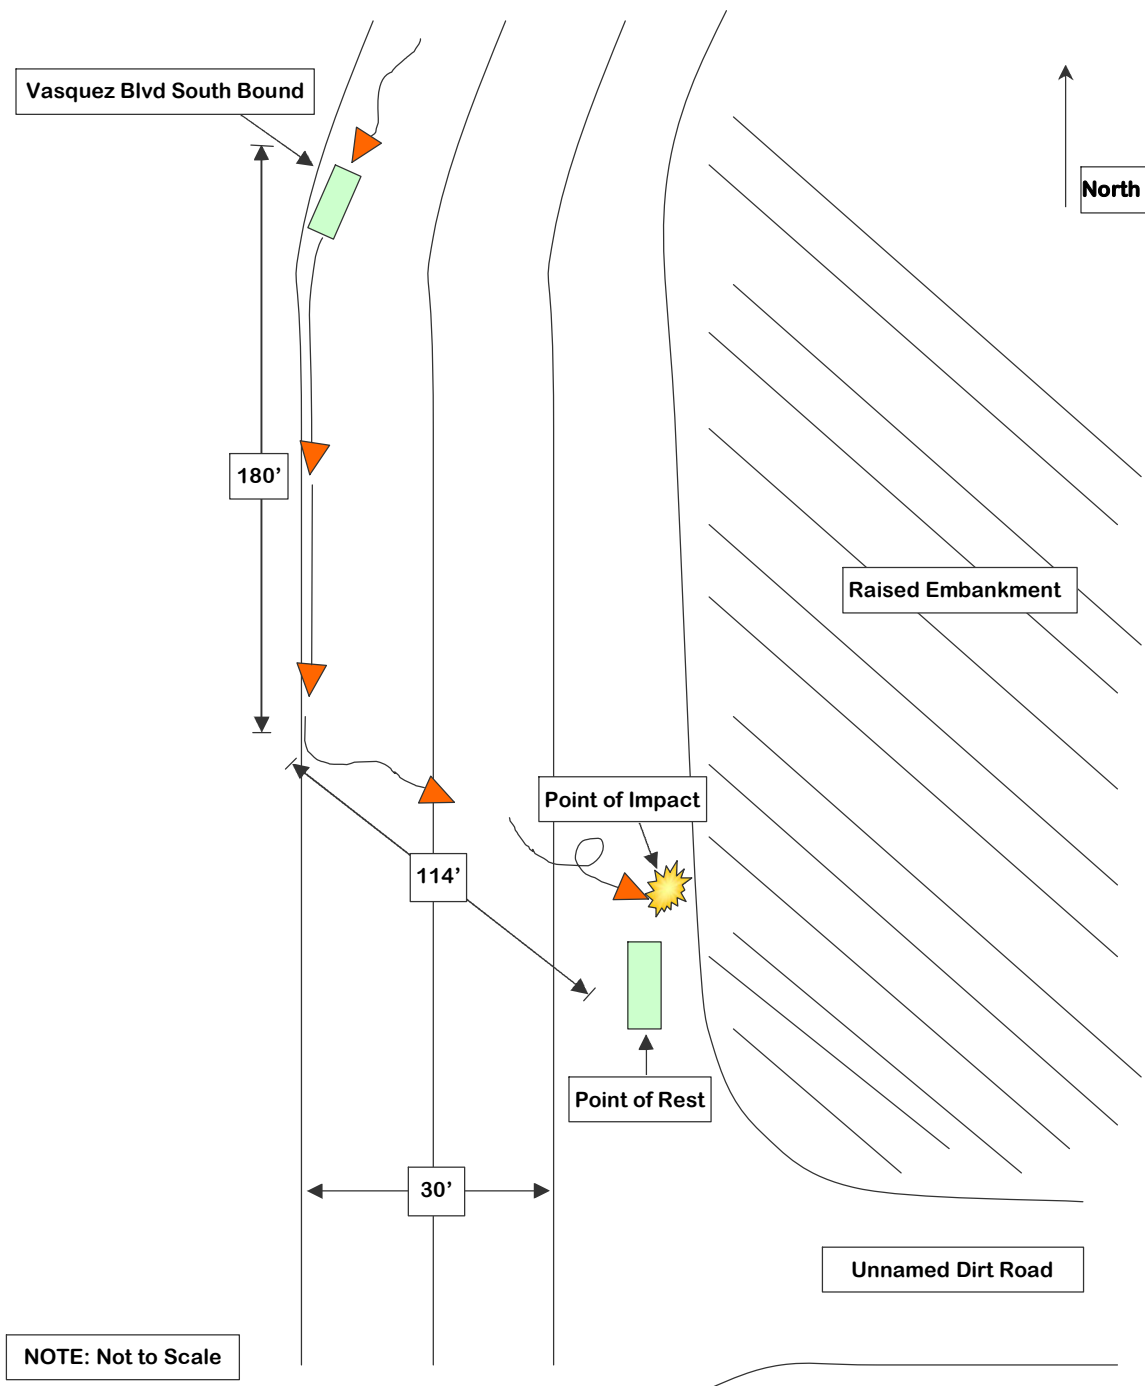 Vasquez Blvd South Bound
North
180’
Raised Embankment
Point of Impact
114’
Point of Rest
30’
Unnamed Dirt Road
NOTE: Not to Scale